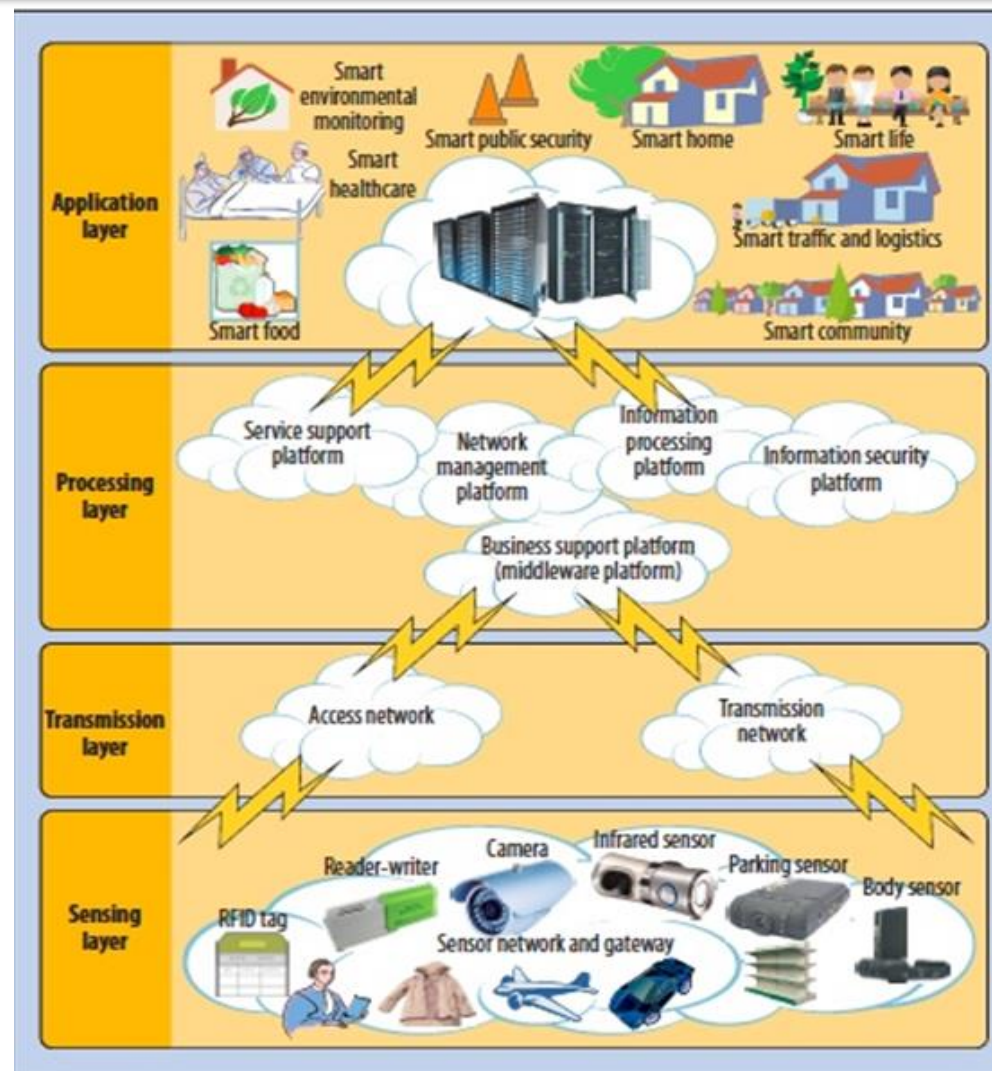 Application
layer
Smart
environmental
monitoring
Smart public security
Smart home
Smart life
Smart
healthcare
Smart traffic and logistics
Smart food
Smart community
Processing
layer
Service support
platform
Network
management
platform
Information
processing
platform
Information security
platform
Business support platform
(middleware platform)
Transmission
layer
Access network
Transmission
network
Sensing
layer
RFID tag
Reader-writer
Camera
Infrared sensor
Parking sensor
Body sensor
Sensor network and gateway